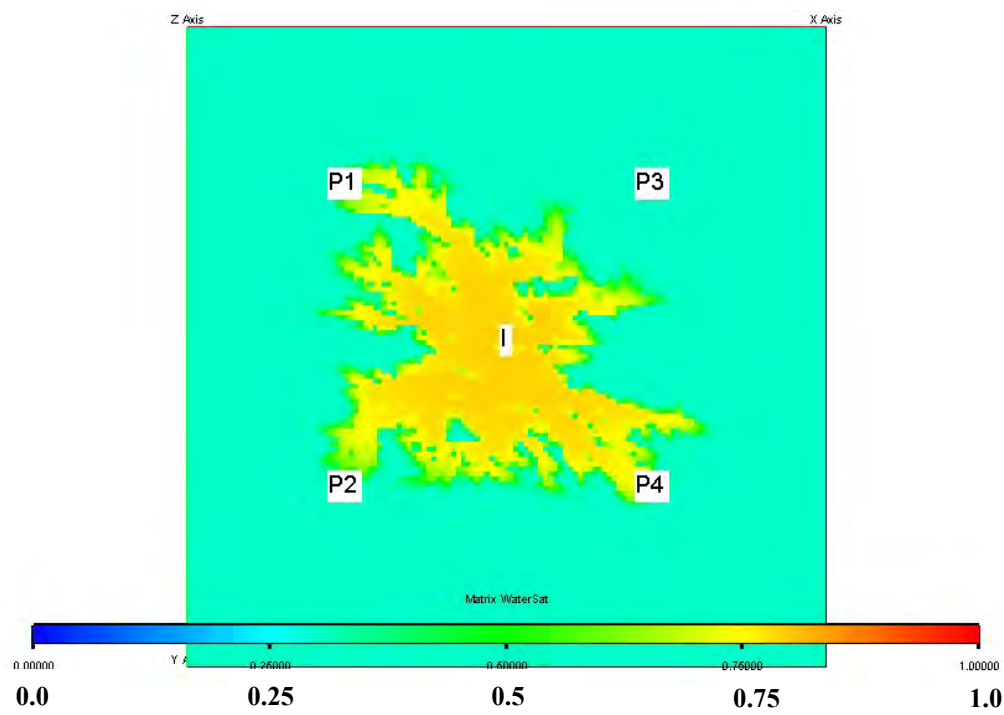 Z Axis X Axis
P1 P3
I
P2 P4
Matrix WaterSat
0.00000 Y A 0.25000 0.50000 0.75000 1.00000
0.0 0.25 0.5 0.75 1.0